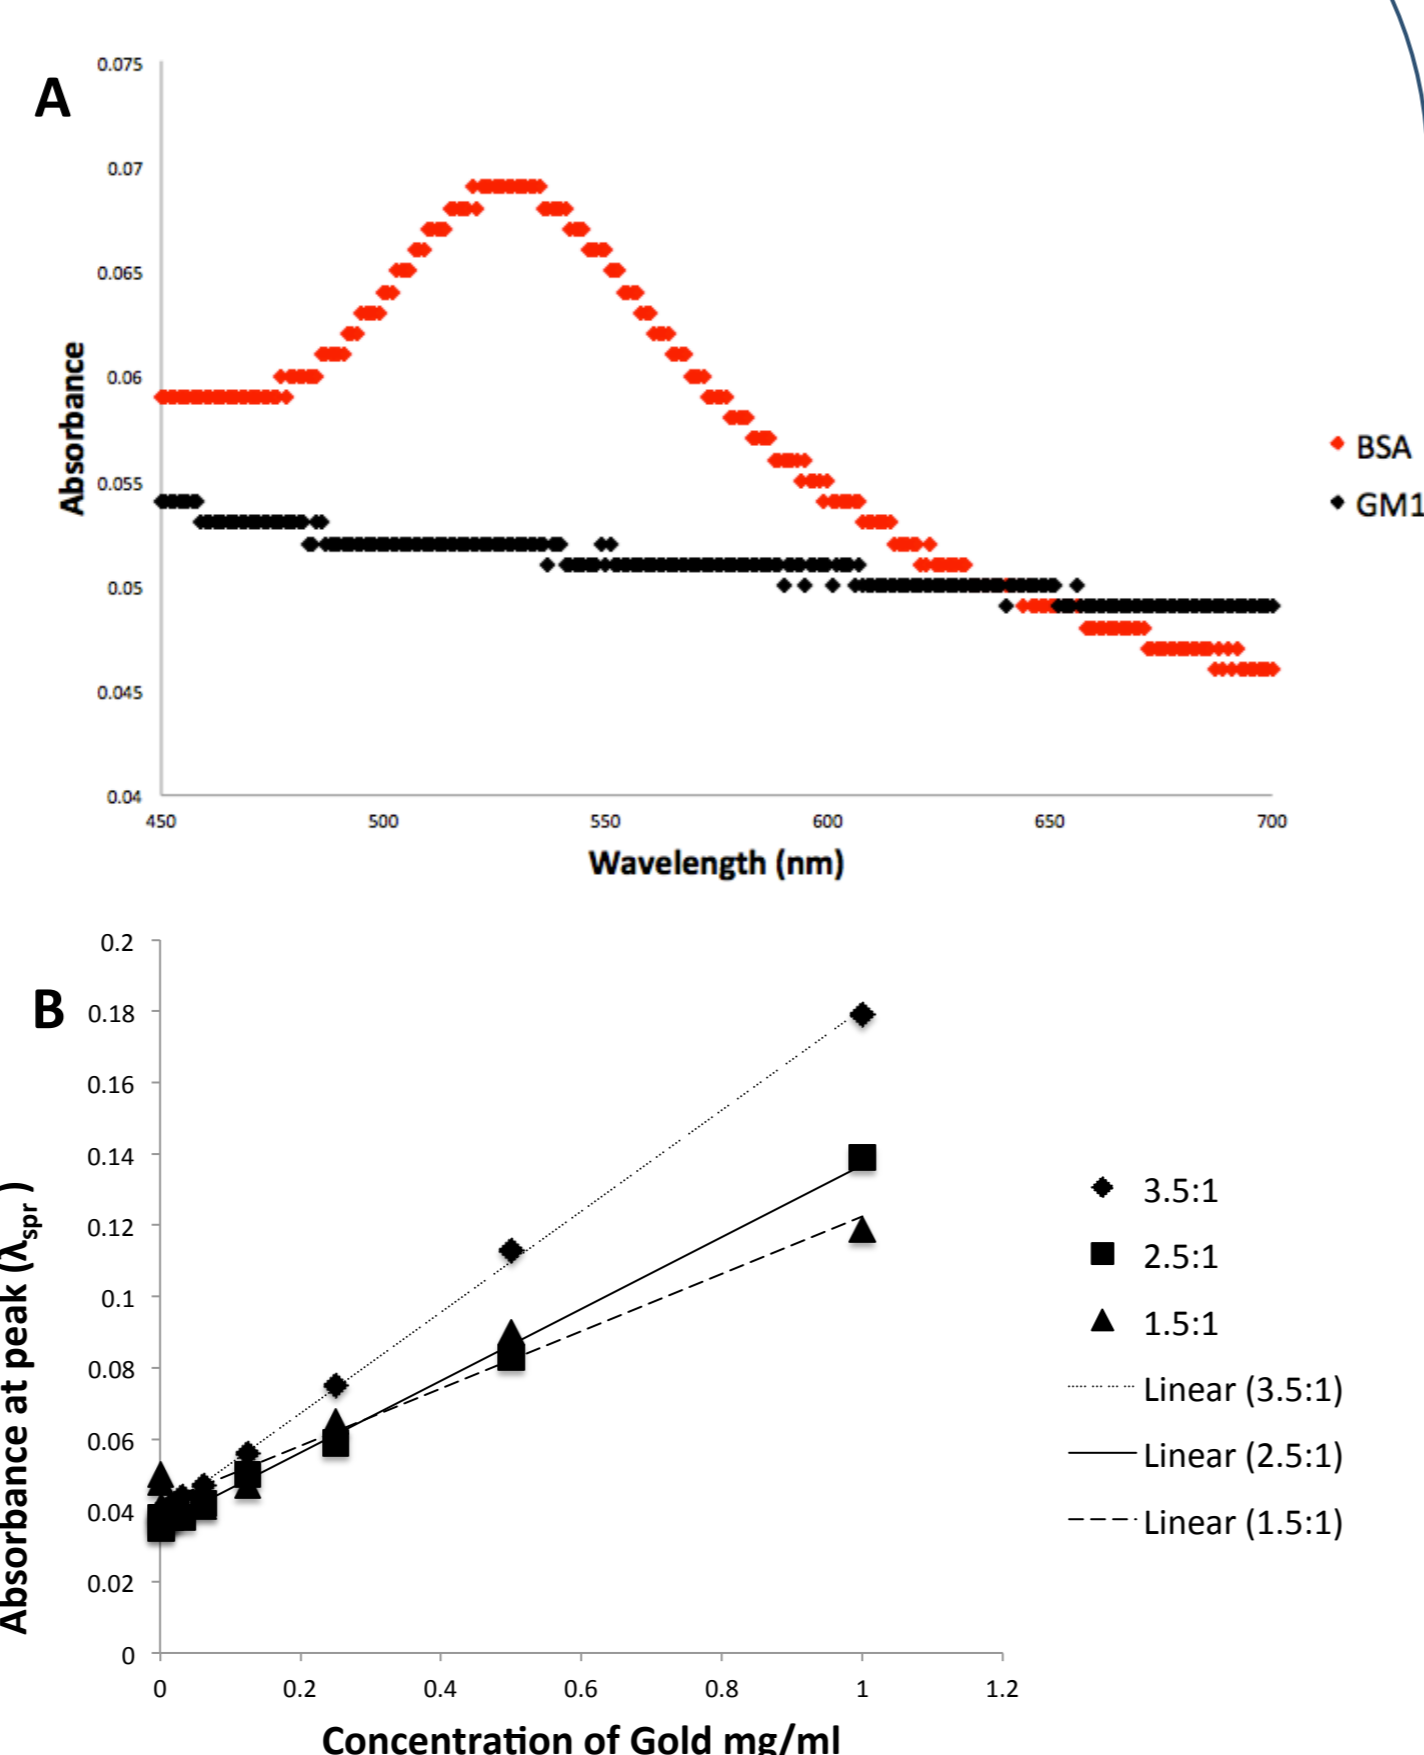 A
0.075
0.07
0.065
0.06
0.055
0.05
0.045
0.04
Absorbance
450 500 550 600 650 700
Wavelength (nm)
BSA
GM1
B
0.2
0.18
0.16
0.14
0.12
0.1
0.08
0.06
0.04
0.02
0
Absorbance at peak (λspr )
0 0.2 0.4 0.6 0.8 1 1.2
Concentration of Gold mg/ml
3.5:1
2.5:1
1.5:1
Linear (3.5:1)
Linear (2.5:1)
Linear (1.5:1)